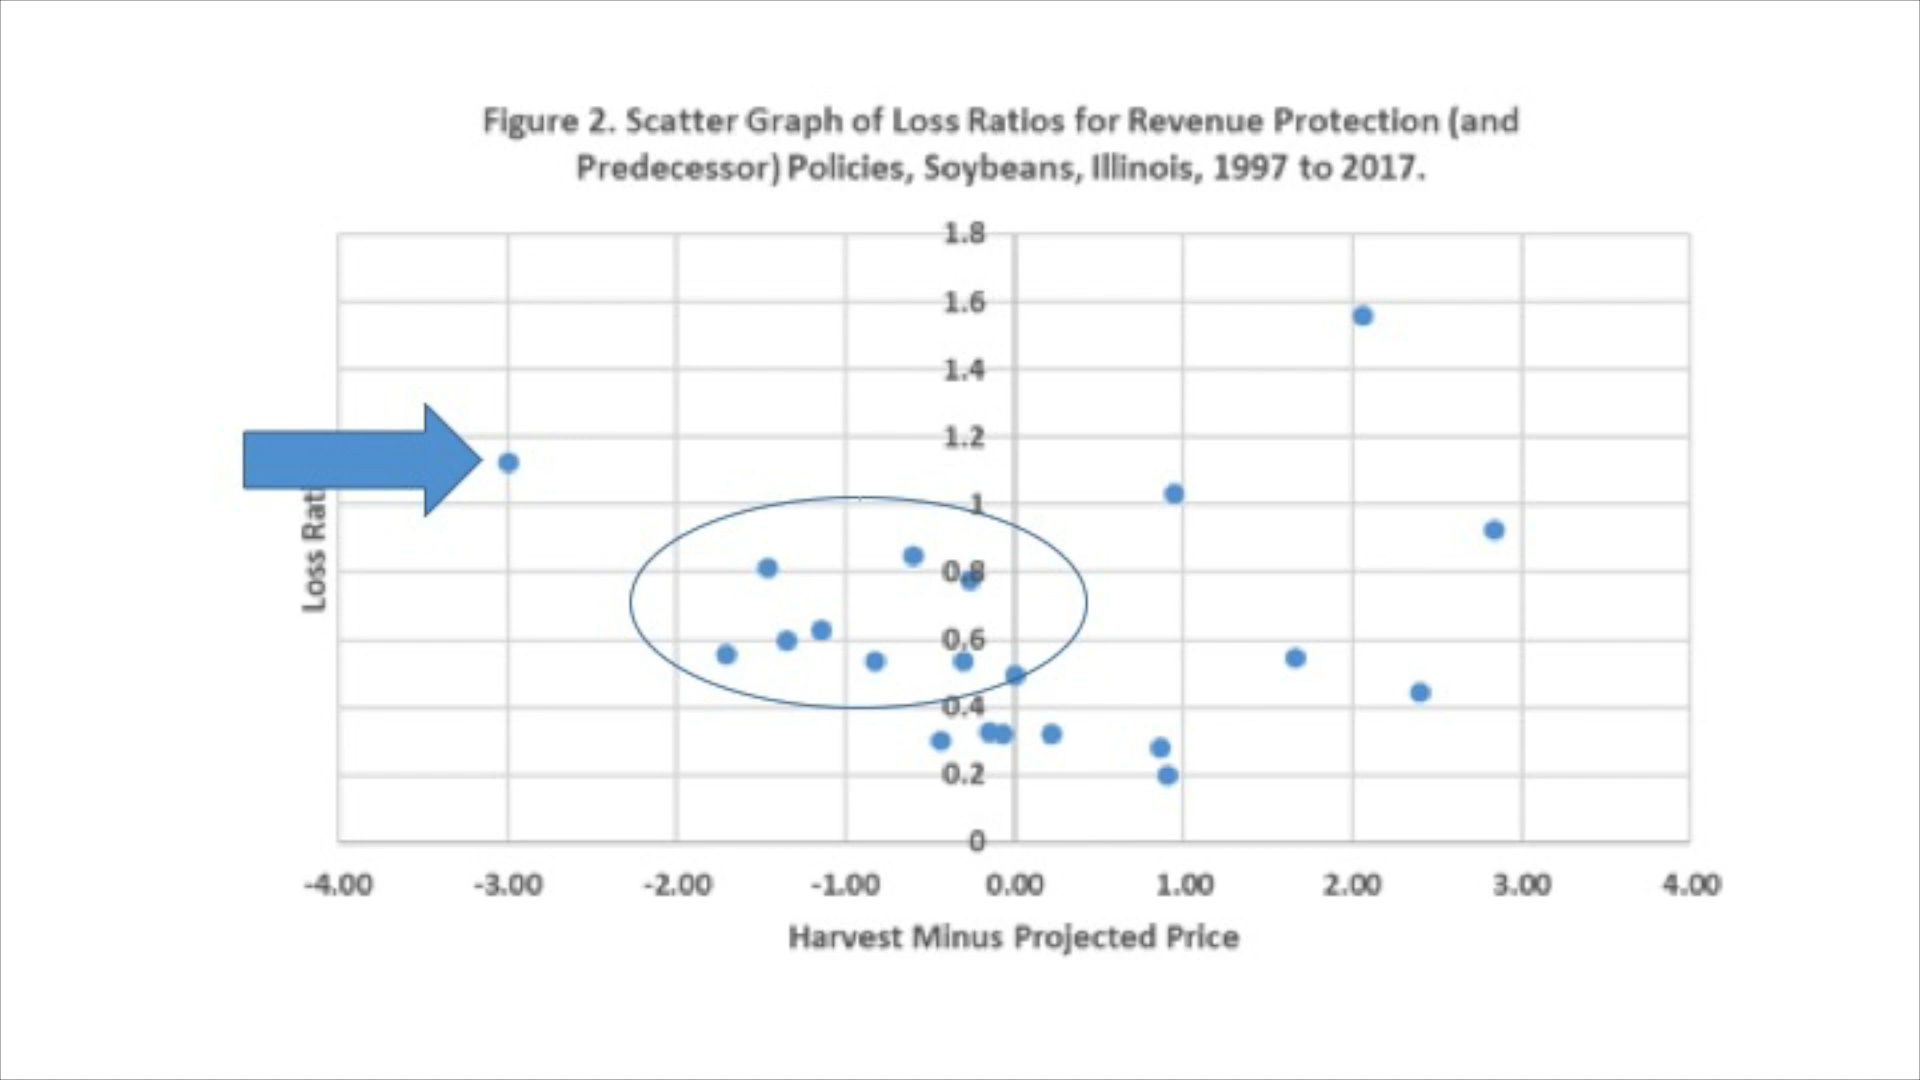 Figure 2. Scatter Graph of Loss Ratios for Revenue Protection (and
Predecessor) Policies, Soybeans, Illinois, 1997 to 2017.
1.8
1.6
1.4
1.2
1
0.8
0.6
0.4
0.2
0
Loss Rati
-4.00 -3.00 -2.00 -1.00 0.00 1.00 2.00 3.00 4.00
Harvest Minus Projected Price